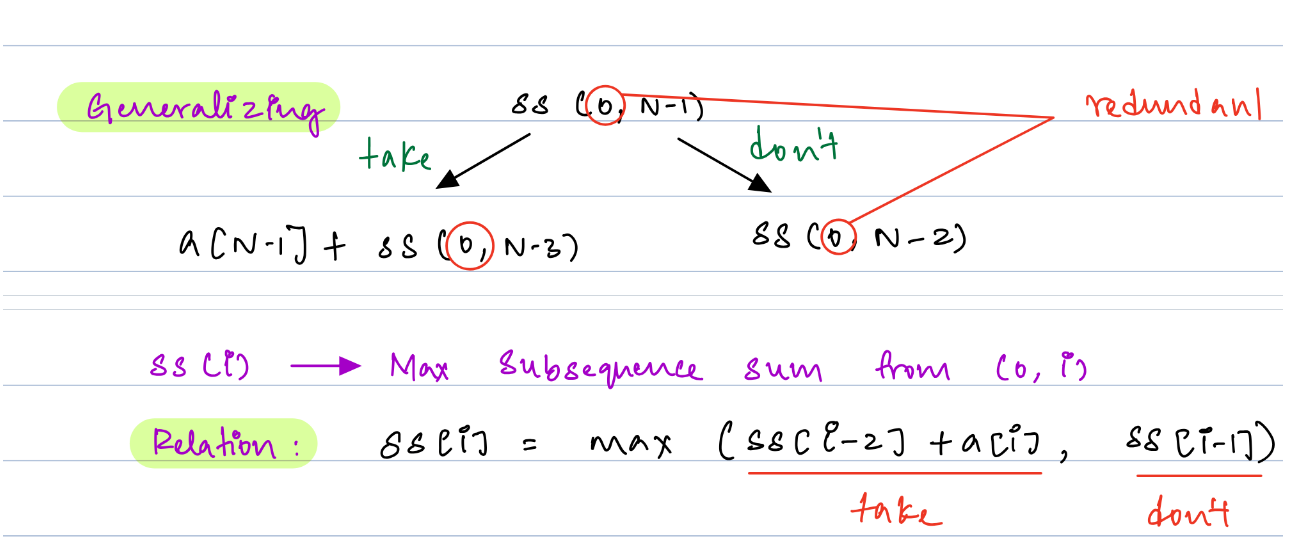 Generalizing ss (0, N-1) redundant
take don't
a[N-1] + ss (0, N-3) ss (0, N-2)
ss(i) → Max subsequence sum from (0, i)
Relation: ss[i] = max (ss[i-2] + a[i], ss[i-1])
take don't